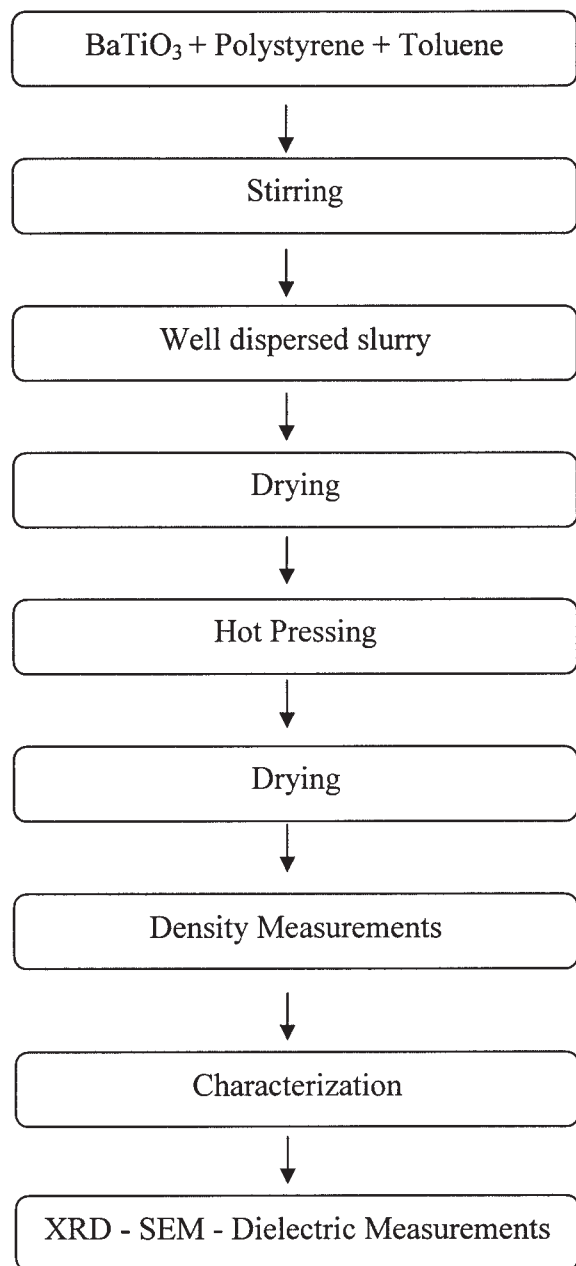 BaTiO₃ + Polystyrene + Toluene
Stirring
Well dispersed slurry
Drying
Hot Pressing
Drying
Density Measurements
Characterization
XRD - SEM - Dielectric Measurements